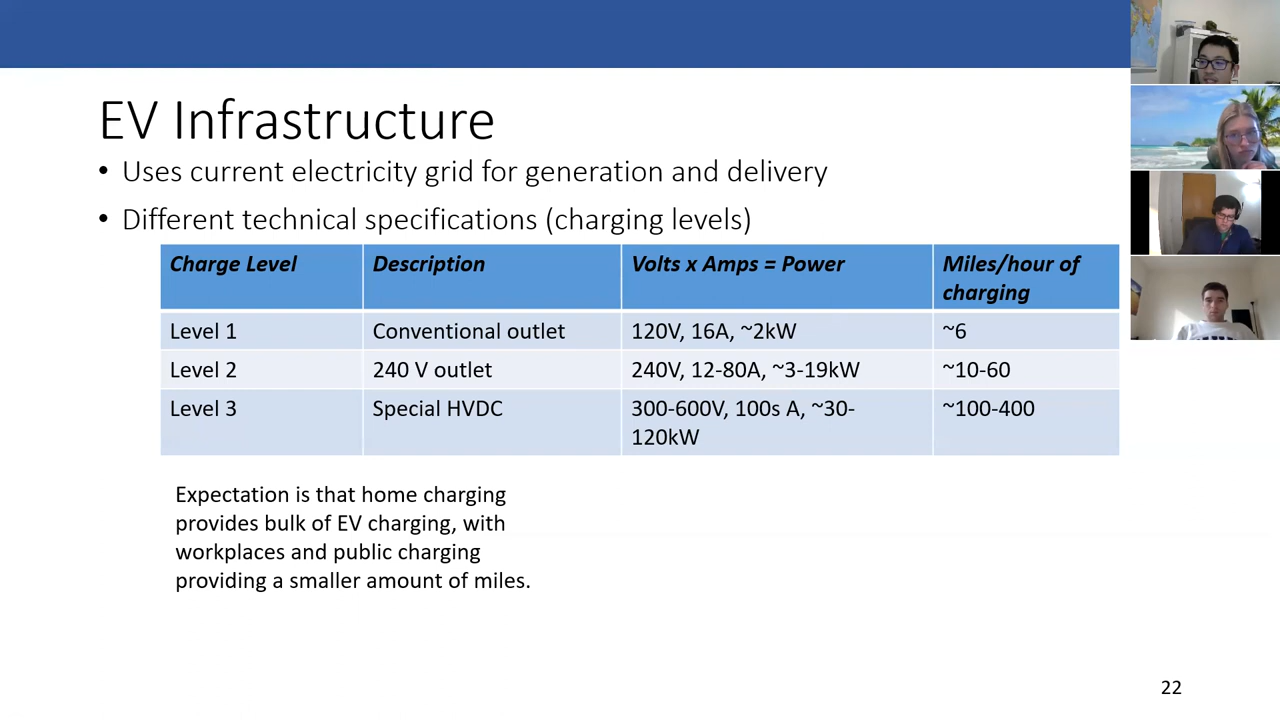 EV Infrastructure
• Uses current electricity grid for generation and delivery
• Different technical specifications (charging levels)
Charge Level Description Volts x Amps = Power Miles/hour of
charging
Level 1 Conventional outlet 120V, 16A, ~2kW ~6
Level 2 240 V outlet 240V, 12-80A, ~3-19kW ~10-60
Level 3 Special HVDC 300-600V, 100s A, ~30- ~100-400
120kW
Expectation is that home charging
provides bulk of EV charging, with
workplaces and public charging
providing a smaller amount of miles.
22